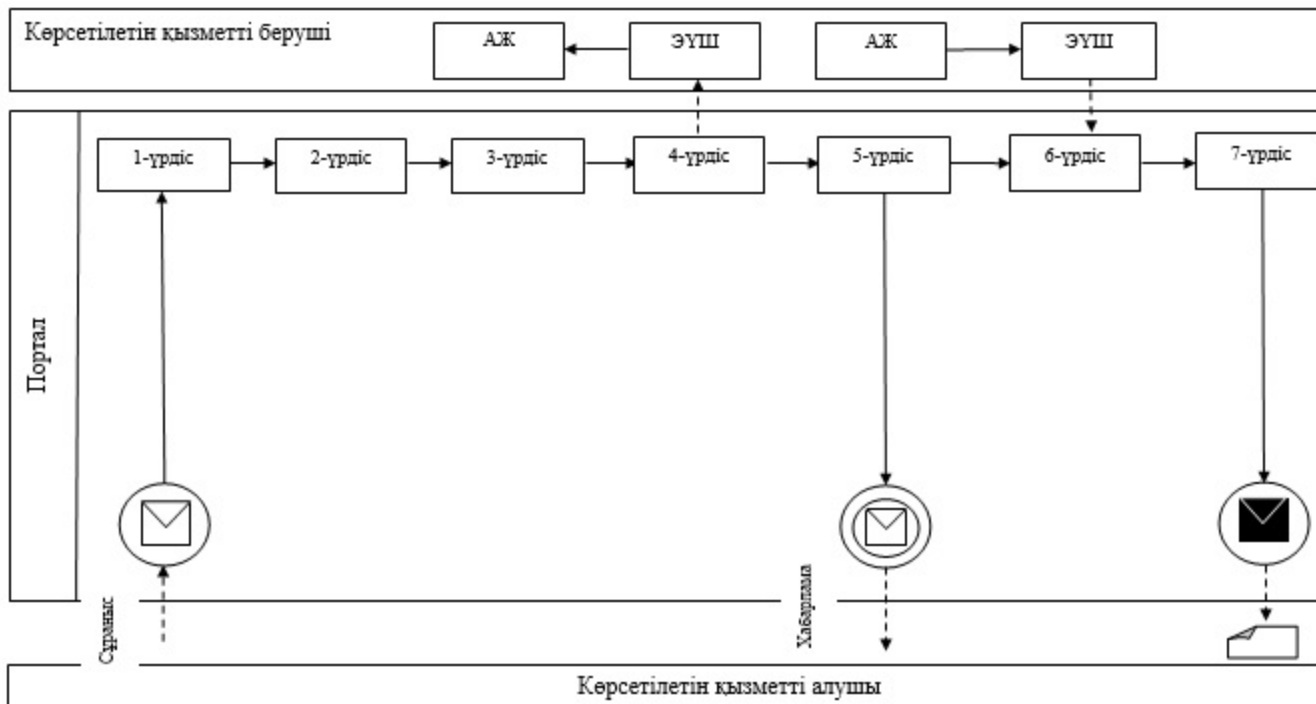 Көрсетілетін қызметті беруші
АЖ
ЭҮШ
АЖ
ЭҮШ
Портал
1-үрдіс
2-үрдіс
3-үрдіс
4-үрдіс
5-үрдіс
6-үрдіс
7-үрдіс
Сұраныс
Хабарлама
Көрсетілетін қызметті алушы